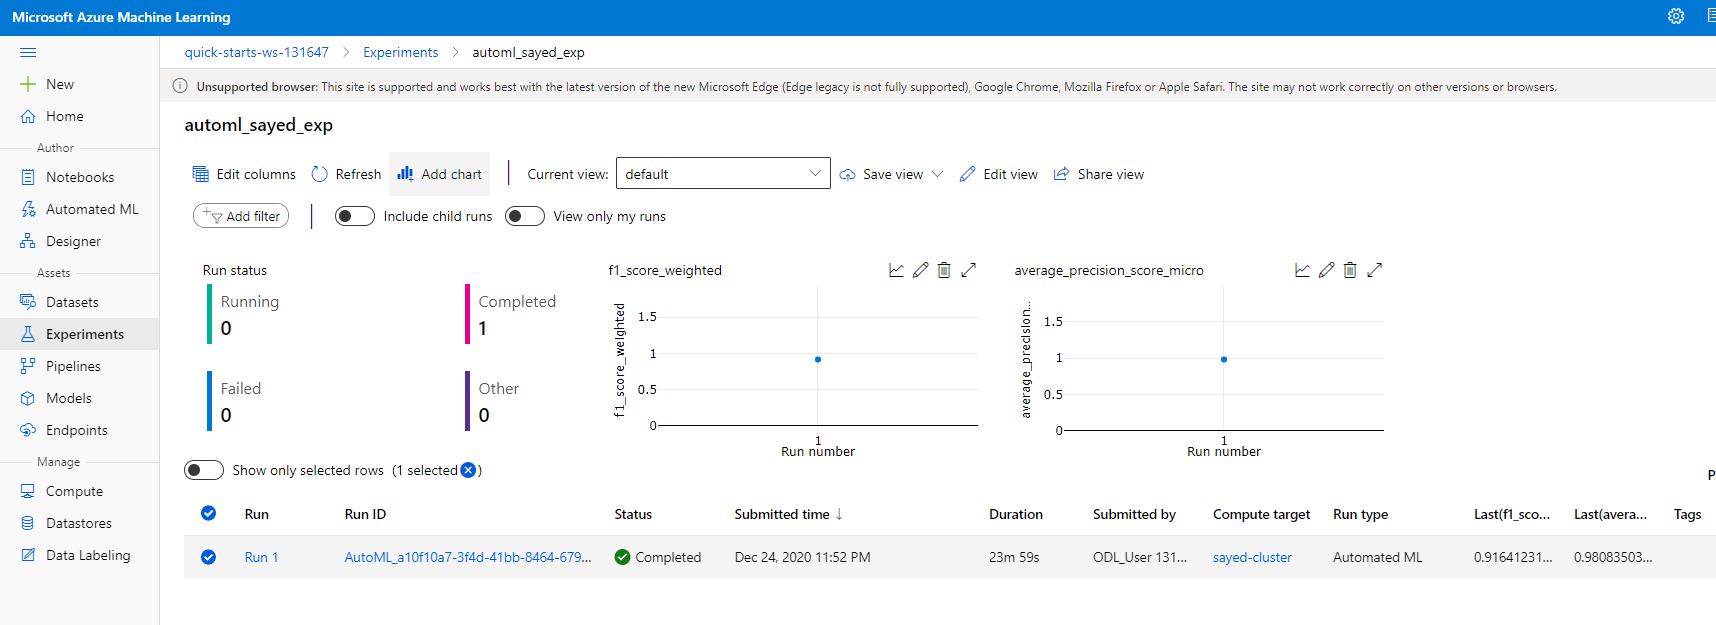 Microsoft Azure Machine Learning
quick-starts-ws-131647 > Experiments > automl_sayed_exp
Unsupported browser: This site is supported and works best with the latest version of the new Microsoft Edge (Edge legacy is not fully supported), Google Chrome, Mozilla Firefox or Apple Safari. The site may not work correctly on other versions or browsers.
New
Home
Author
Notebooks
Automated ML
Designer
Assets
Datasets
Experiments
Pipelines
Models
Endpoints
Manage
Compute
Datastores
Data Labeling
automl_sayed_exp
Edit columns Refresh Add chart Current view: default Save view Edit view Share view
Add filter Include child runs View only my runs
Run status
Running
0
Completed
1
Failed
0
Other
0
f1_score_weighted
f1_score_weighted
1.5
1
0.5
0
1
Run number
average_precision_score_micro
average_precision...
1.5
1
0.5
0
1
Run number
Show only selected rows (1 selected )
P
Run Run ID Status Submitted time ↓ Duration Submitted by Compute target Run type Last(f1_sco... Last(avera... Tags
Run 1 AutoML_a10f10a7-3f4d-41bb-8464-679... Completed Dec 24, 2020 11:52 PM 23m 59s ODL_User 131... sayed-cluster Automated ML 0.91641231... 0.98083503...